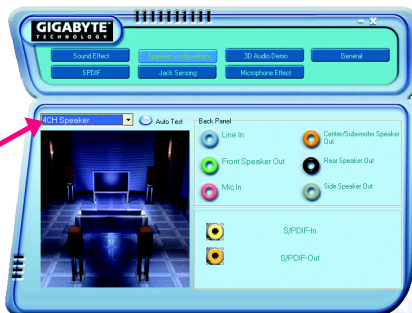 GIGABYTE™
TECHNOLOGY
- X
Sound Effect
Speaker Configuration
3D Audio Demo
General
SPDIF
Jack Sensing
Microphone Effect
4CH Speaker
Auto Test
Back Panel
Line In
Center/Subwoofer Speaker
Out
Front Speaker Out
Rear Speaker Out
Mic In
Side Speaker Out
S/PDIF-In
S/PDIF-Out